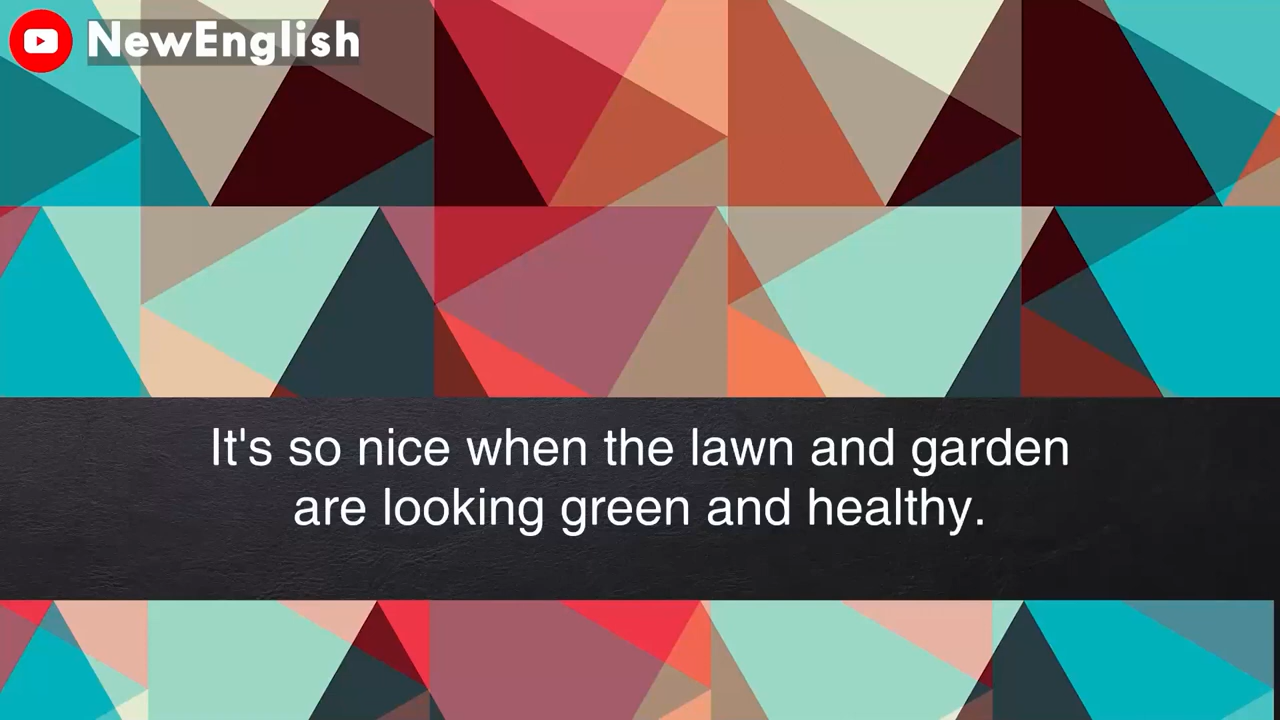 NewEnglish
It's so nice when the lawn and garden
are looking green and healthy.